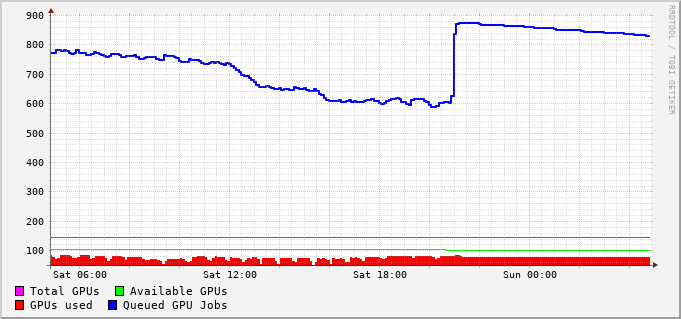 900
800
700
600
500
400
300
200
100
Sat 06:00 Sat 12:00 Sat 18:00 Sun 00:00
Total GPUs Available GPUs
GPUs used Queued GPU Jobs
RRDTOOL / TOBI OETIKER